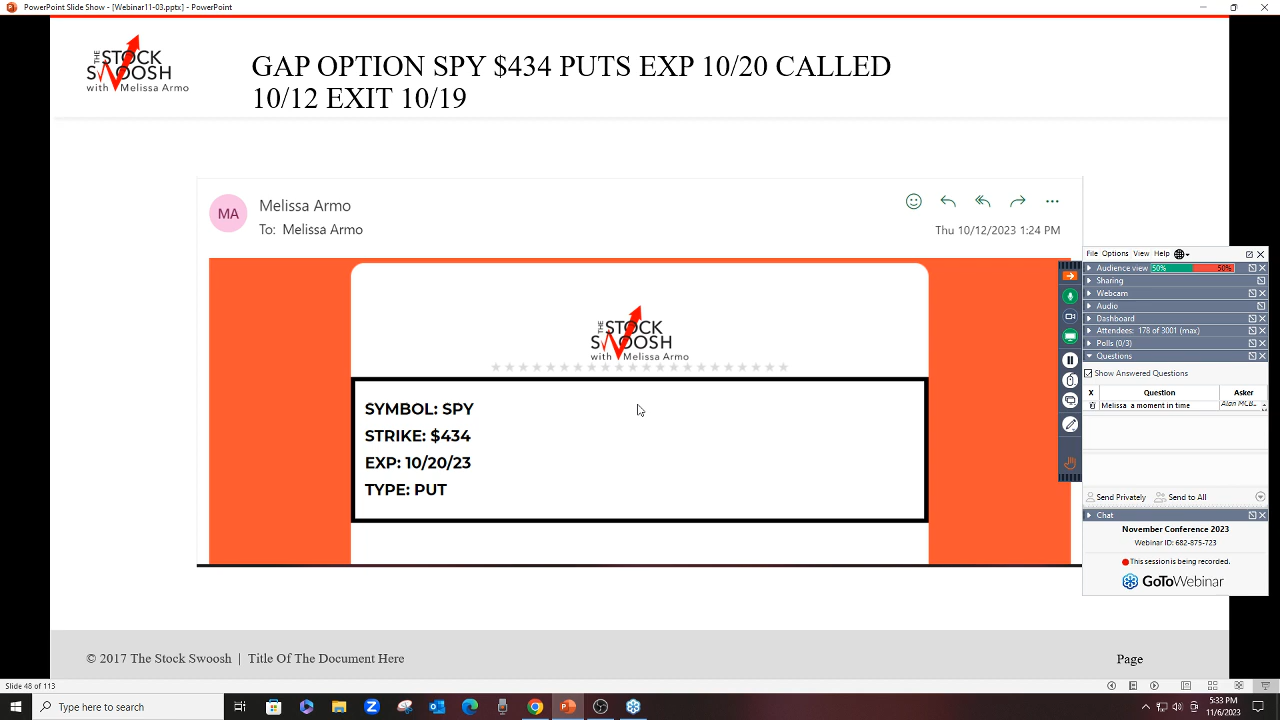 PowerPoint Slide Show - [Webinar11-03.pptx] - PowerPoint
THE
STOCK
SWOOSH
with Melissa Armo
GAP OPTION SPY $434 PUTS EXP 10/20 CALLED
10/12 EXIT 10/19
MA
Melissa Armo
To: Melissa Armo
Thu 10/12/2023 1:24 PM
THE
STOCK
SWOOSH
with Melissa Armo
SYMBOL: SPY
STRIKE: $434
EXP: 10/20/23
TYPE: PUT
File Options View Help
Audience view 50% 50%
Sharing
Webcam
Audio
Dashboard
Attendees: 178 of 3001 (max)
Polls (0/3)
Questions
Show Answered Questions
X Question Asker
Melissa a moment in time Alan MCB...
Send Privately Send to All
Chat
November Conference 2023
Webinar ID: 682-875-723
This session is being recorded.
GoToWebinar
© 2017 The Stock Swoosh | Title Of The Document Here
Page
Slide 48 of 113
Type here to search
5:33 PM
11/6/2023